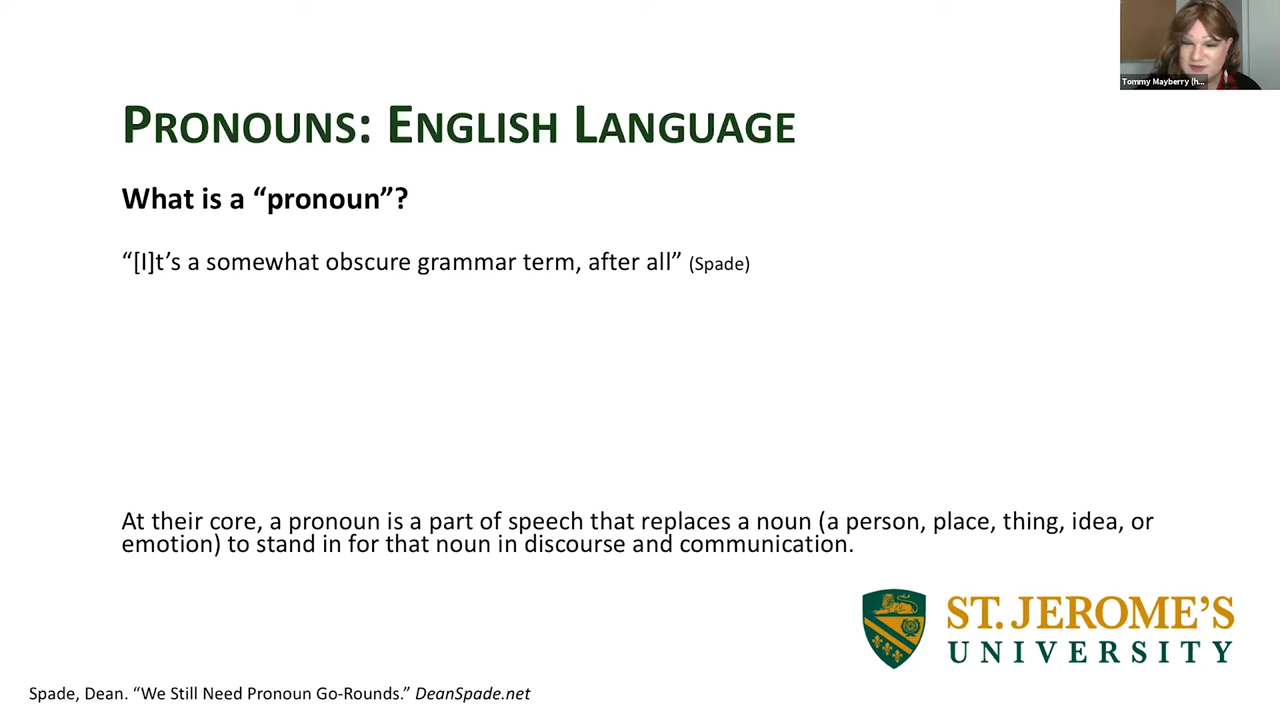 Tommy Mayberry (h...
PRONOUNS: ENGLISH LANGUAGE
What is a “pronoun”?
“[I]t’s a somewhat obscure grammar term, after all” (Spade)
At their core, a pronoun is a part of speech that replaces a noun (a person, place, thing, idea, or
emotion) to stand in for that noun in discourse and communication.
ST. JEROME’S
UNIVERSITY
Spade, Dean. “We Still Need Pronoun Go-Rounds.” DeanSpade.net